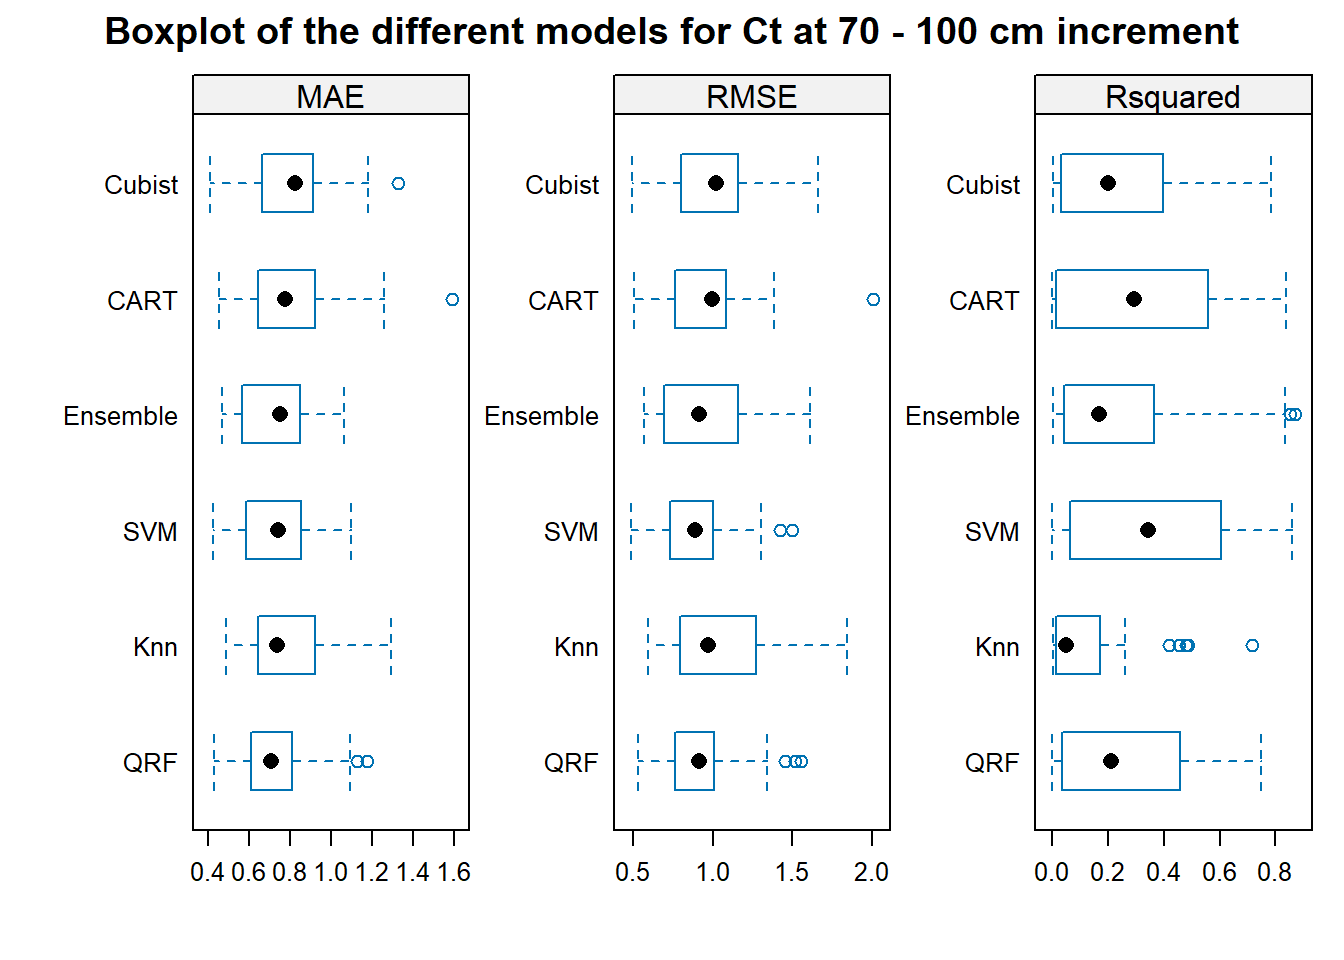 Boxplot of the different models for Ct at 70 - 100 cm increment
MAE
RMSE
Rsquared
Cubist
Cubist
Cubist
CART
CART
CART
Ensemble
Ensemble
Ensemble
SVM
SVM
SVM
Knn
Knn
Knn
QRF
QRF
QRF
0.4 0.6 0.8 1.0 1.2 1.4 1.6
0.5 1.0 1.5 2.0
0.0 0.2 0.4 0.6 0.8